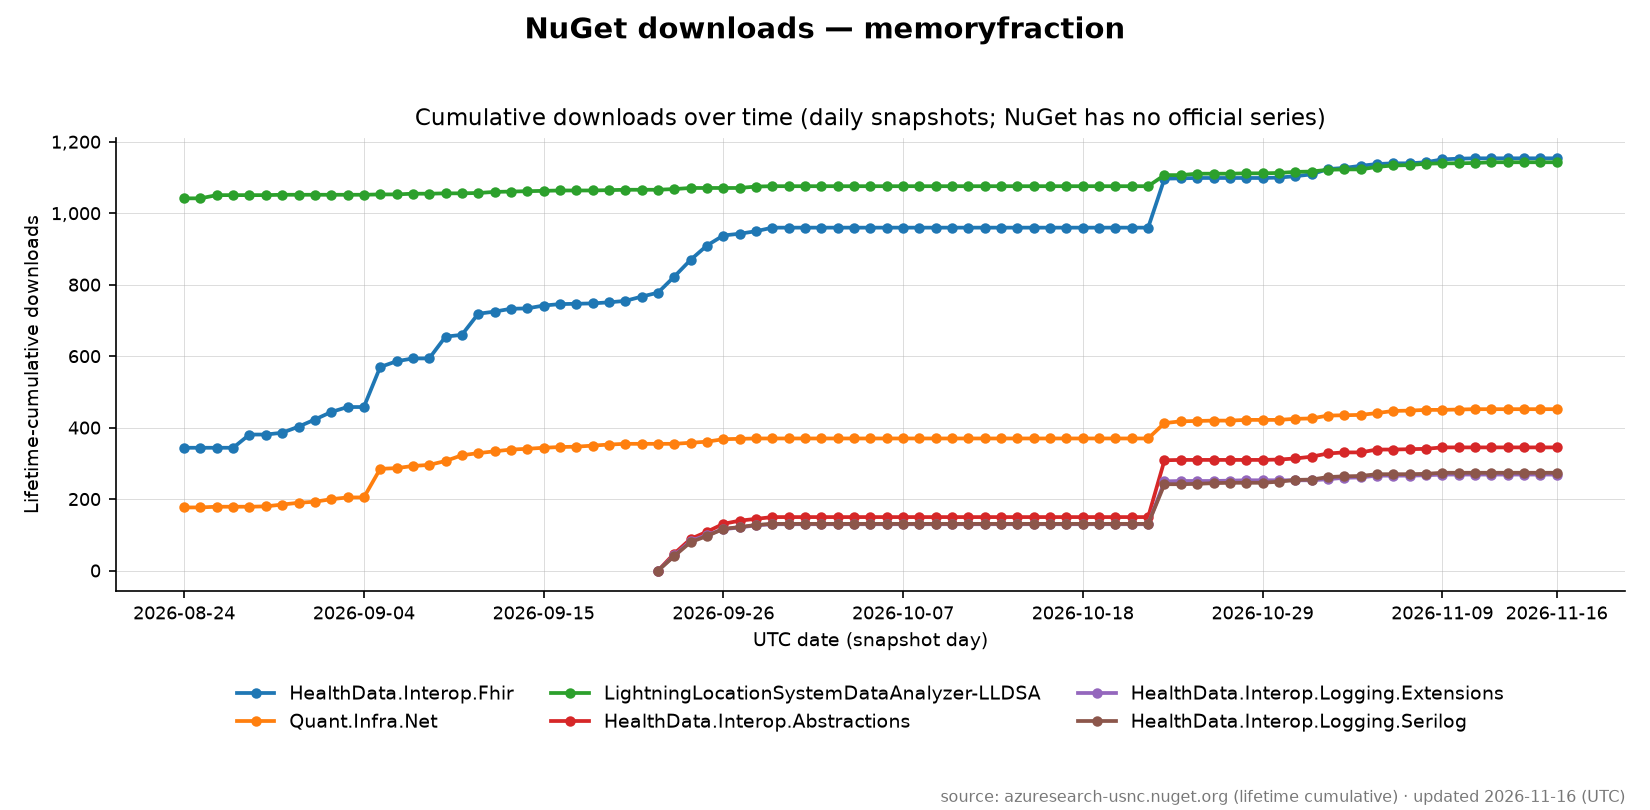 NuGet downloads — memoryfraction
Cumulative downloads over time (daily snapshots; NuGet has no official series)
Lifetime-cumulative downloads
1,200
1,000
800
600
400
200
0
2026-08-24 2026-09-04 2026-09-15 2026-09-26 2026-10-07 2026-10-18 2026-10-29 2026-11-09 2026-11-16
UTC date (snapshot day)
HealthData.Interop.Fhir LightningLocationSystemDataAnalyzer-LLDSA HealthData.Interop.Logging.Extensions
Quant.Infra.Net HealthData.Interop.Abstractions HealthData.Interop.Logging.Serilog
source: azuresearch-usnc.nuget.org (lifetime cumulative) · updated 2026-11-16 (UTC)